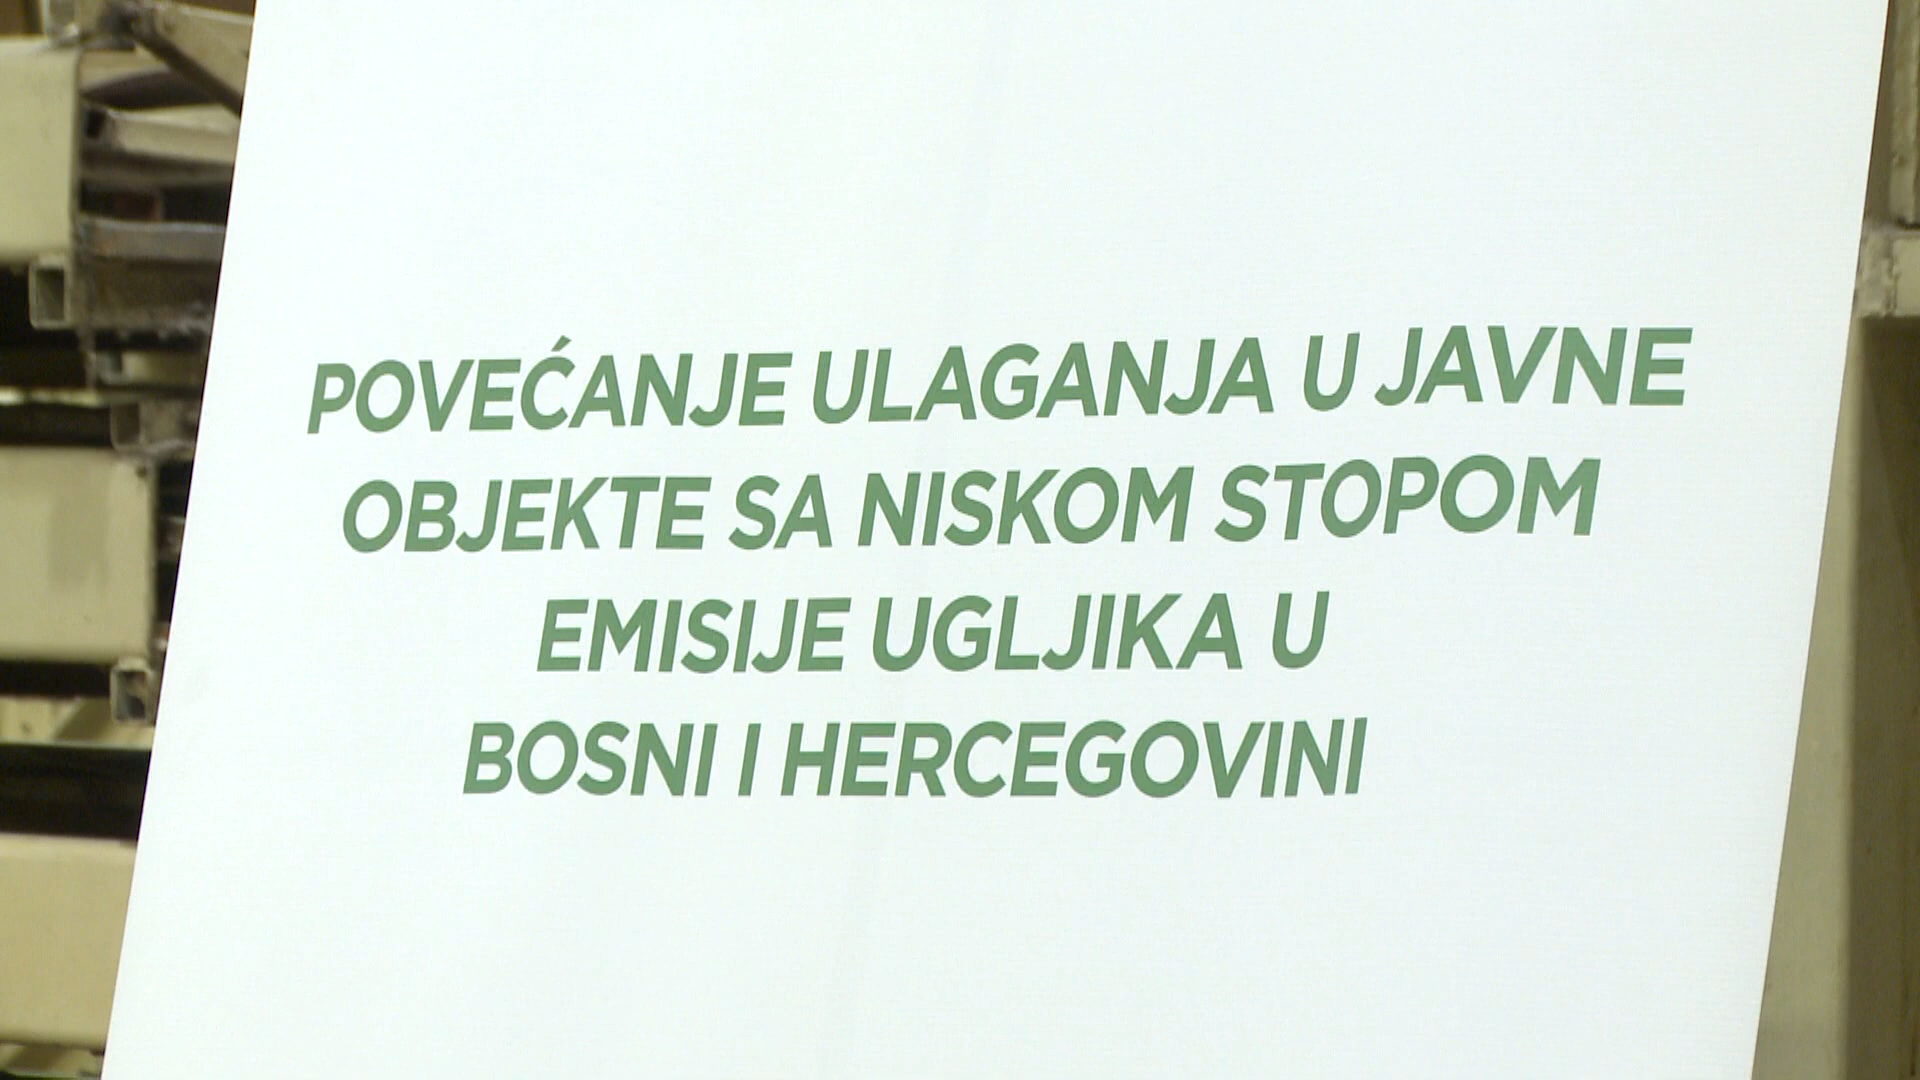 POVEĆANJE ULAGANJA U JAVNE
OBJEKTE SA NISKOM STOPOM
EMISIJE UGLJIKA U
BOSNI I HERCEGOVINI